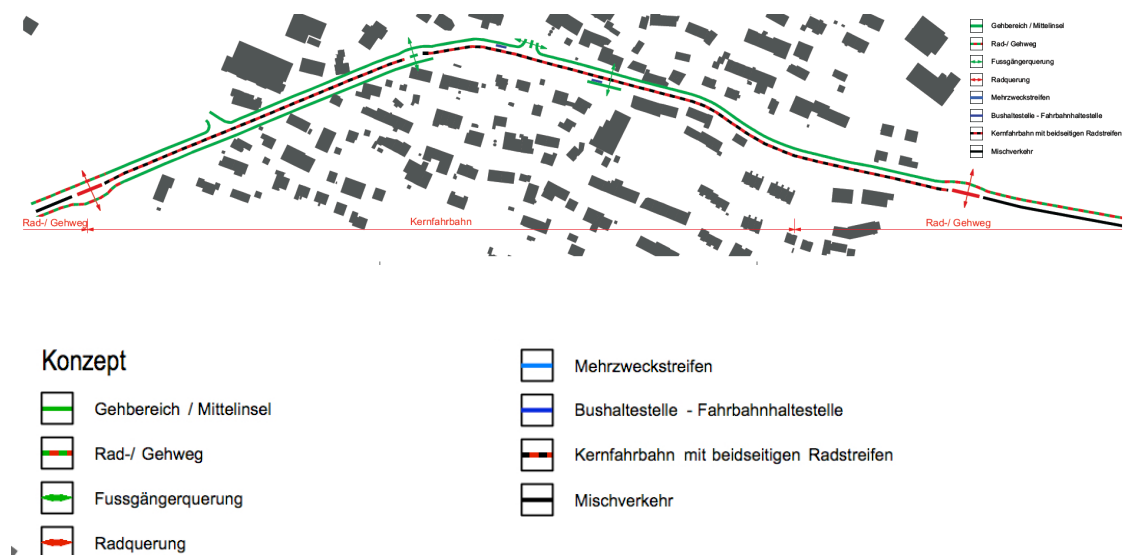 Gehbereich / Mittelinsel
Rad-/ Gehweg
Fussgängerquerung
Radquerung
Mehrzweckstreifen
Bushaltestelle - Fahrbahnhaltestelle
Kernfahrbahn mit beidseitigen Radstreifen
Mischverkehr
Rad-/ Gehweg
Kernfahrbahn
Rad-/ Gehweg
Konzept
Gehbereich / Mittelinsel
Rad-/ Gehweg
Fussgängerquerung
Radquerung
Mehrzweckstreifen
Bushaltestelle - Fahrbahnhaltestelle
Kernfahrbahn mit beidseitigen Radstreifen
Mischverkehr